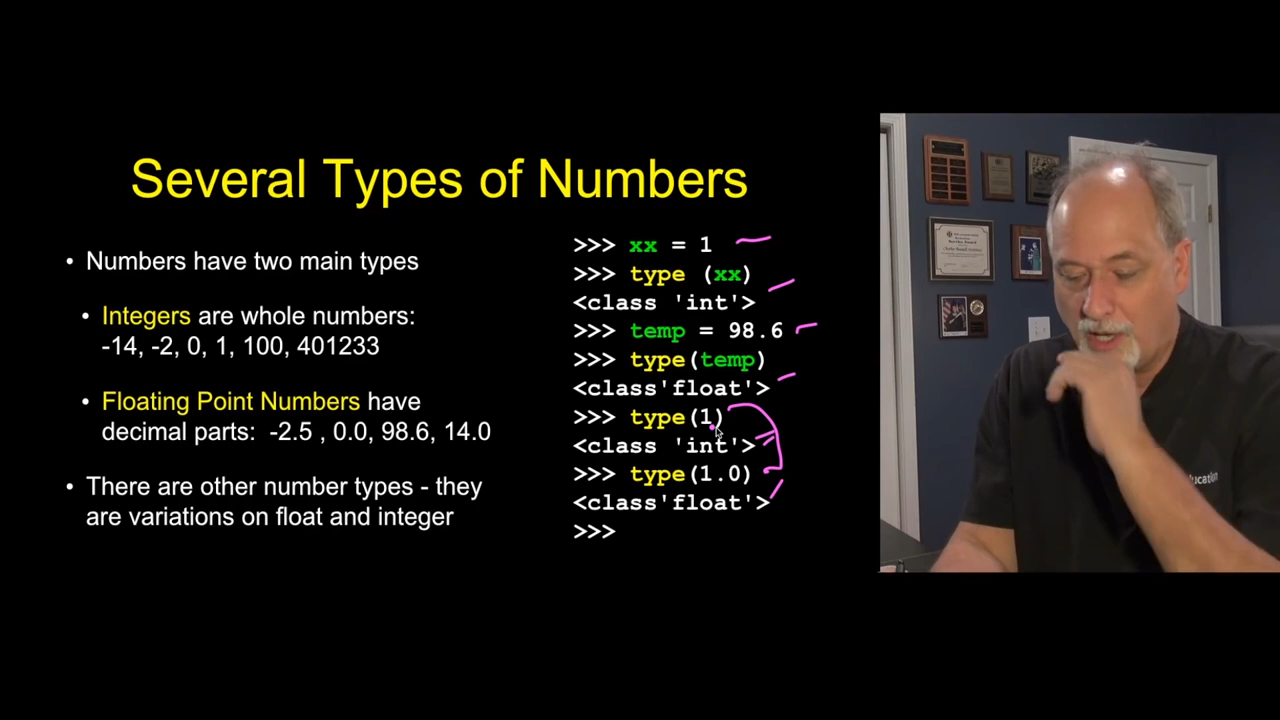 Several Types of Numbers
• Numbers have two main types
• Integers are whole numbers:
-14, -2, 0, 1, 100, 401233
• Floating Point Numbers have
decimal parts: -2.5 , 0.0, 98.6, 14.0
• There are other number types - they
are variations on float and integer
>>> xx = 1
>>> type (xx)
<class 'int'>
>>> temp = 98.6
>>> type(temp)
<class'float'>
>>> type(1)
<class 'int'>
>>> type(1.0)
<class'float'>
>>>